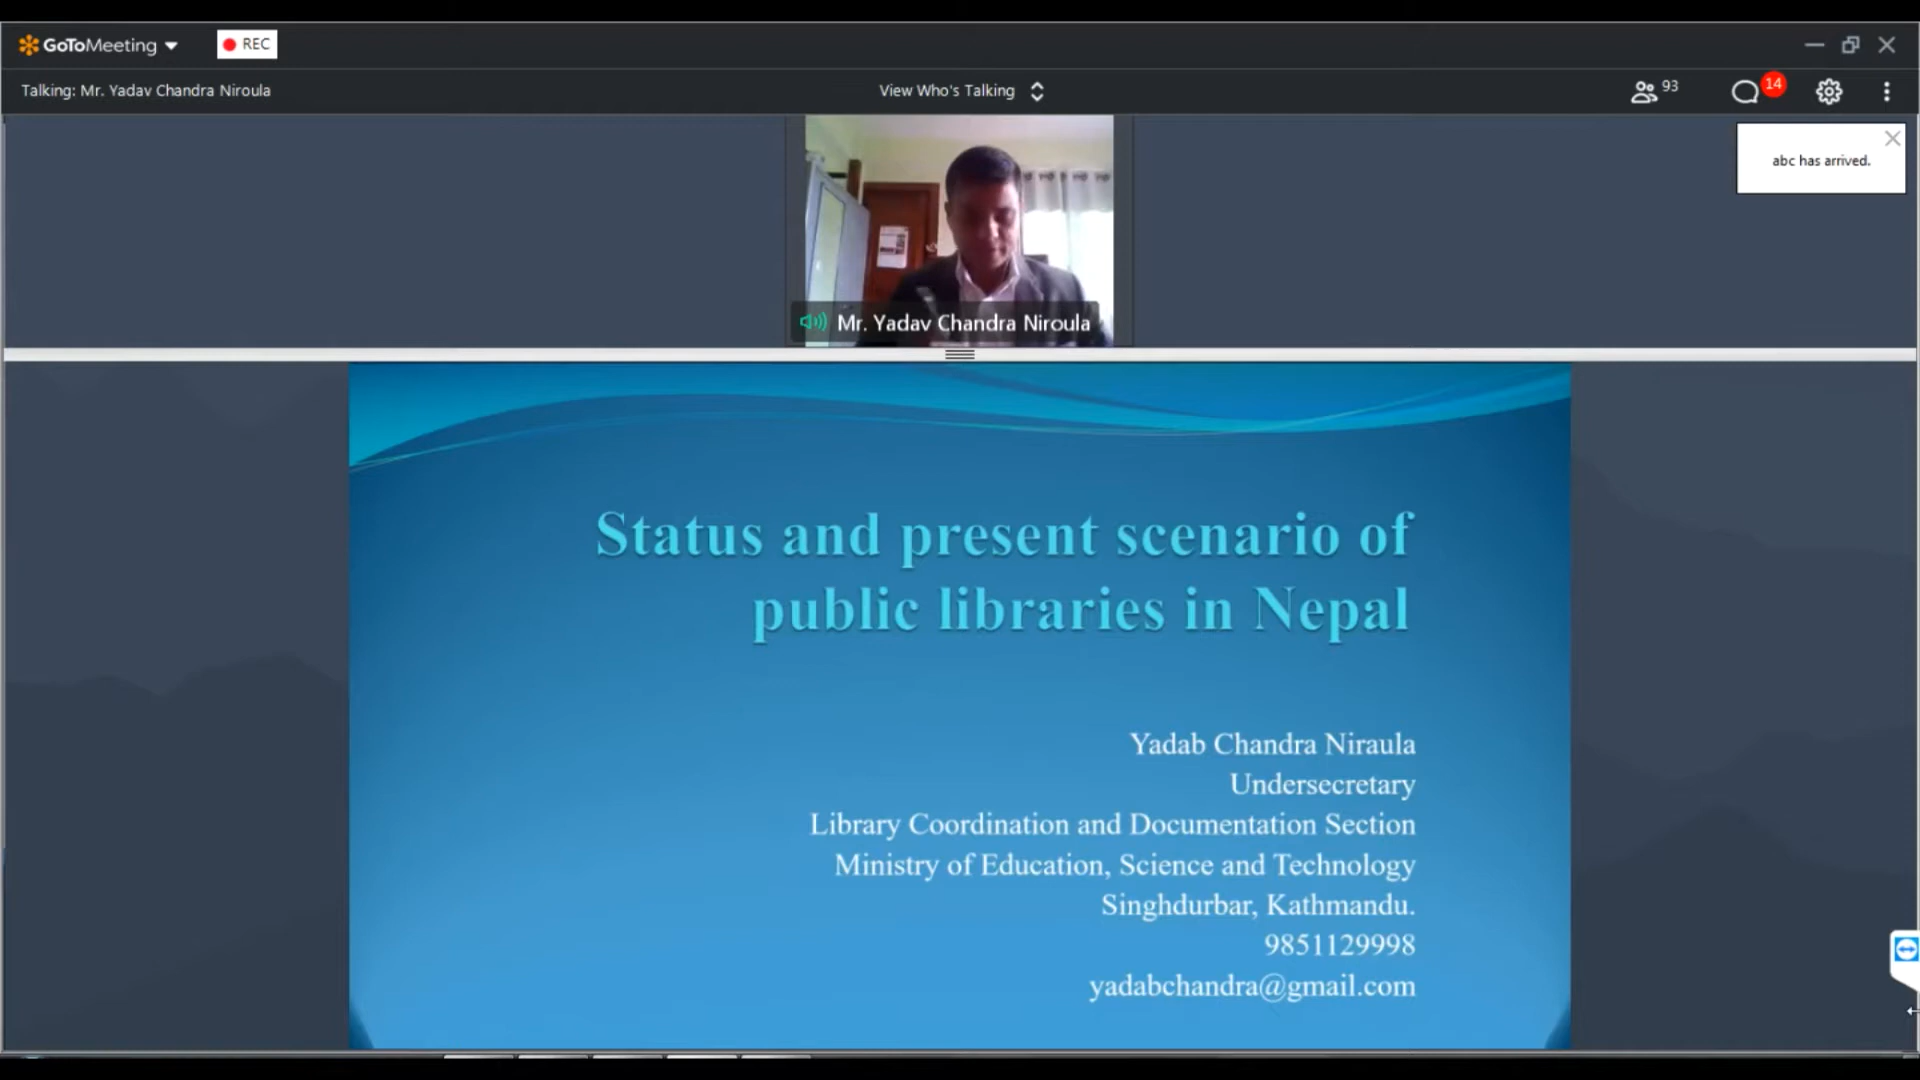 GoToMeeting
REC
Talking: Mr. Yadav Chandra Niroula
View Who's Talking
93
14
abc has arrived.
Mr. Yadav Chandra Niroula
Status and present scenario of
public libraries in Nepal
Yadab Chandra Niraula
Undersecretary
Library Coordination and Documentation Section
Ministry of Education, Science and Technology
Singhdurbar, Kathmandu.
9851129998
yadabchandra@gmail.com